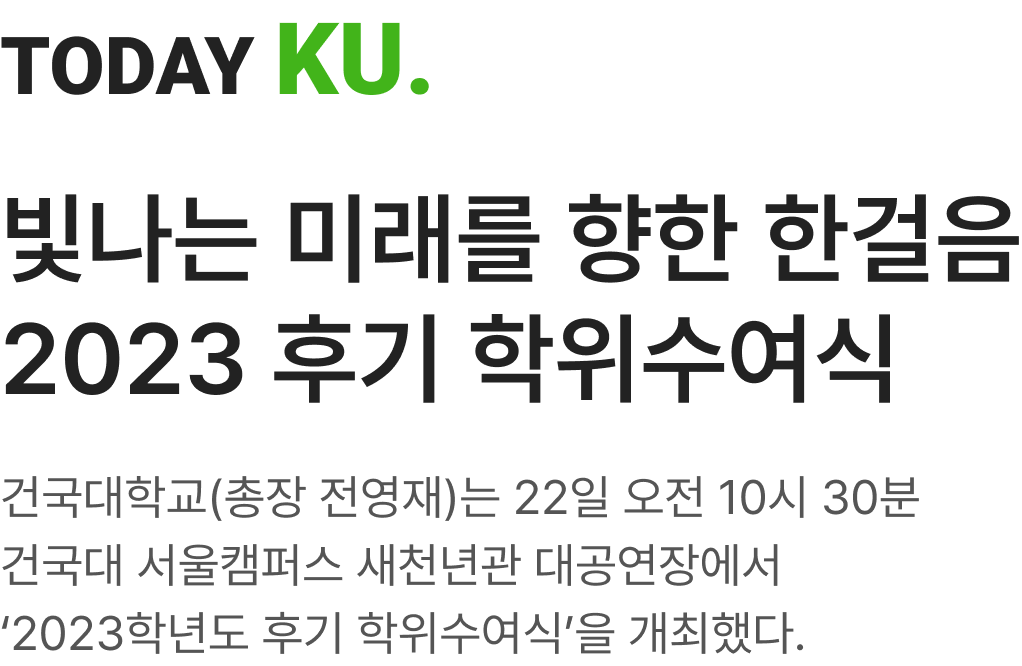 TODAY KU.
빛나는 미래를 향한 한걸음
2023 후기 학위수여식
건국대학교(총장 전영재)는 22일 오전 10시 30분
건국대 서울캠퍼스 새천년관 대공연장에서
‘2023학년도 후기 학위수여식’을 개최했다.